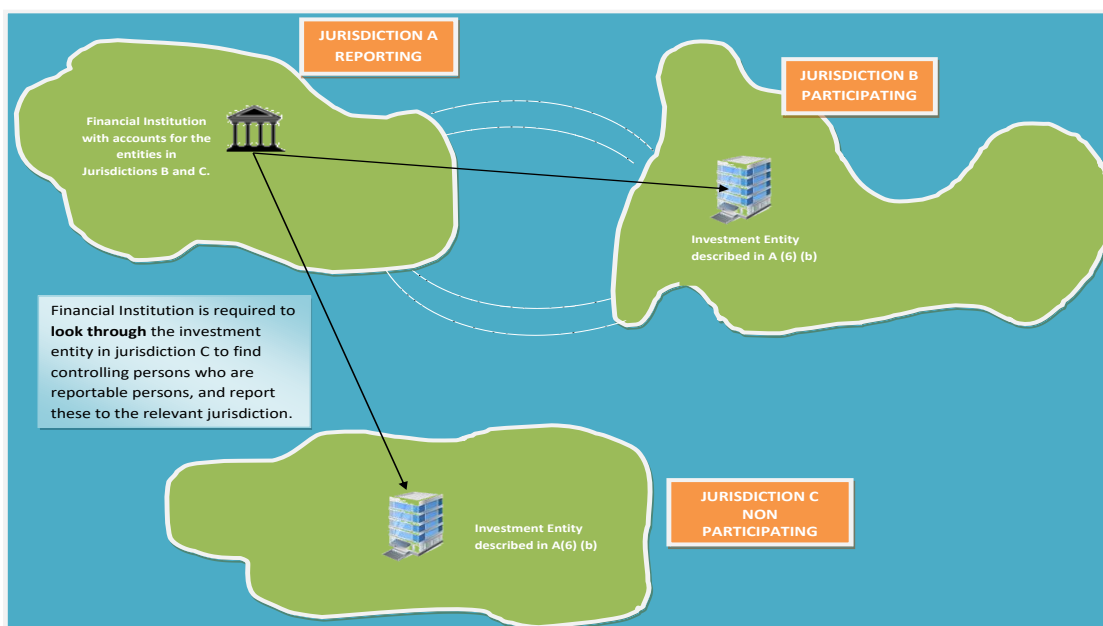 JURISDICTION A
REPORTING
JURISDICTION B
PARTICIPATING
Financial Institution
with accounts for the
entities in
Jurisdictions B and C.
Investment Entity
described in A (6) (b)
Financial Institution is required to
look through the investment
entity in jurisdiction C to find
controlling persons who are
reportable persons, and report
these to the relevant jurisdiction.
JURISDICTION C
NON
PARTICIPATING
Investment Entity
described in A(6) (b)